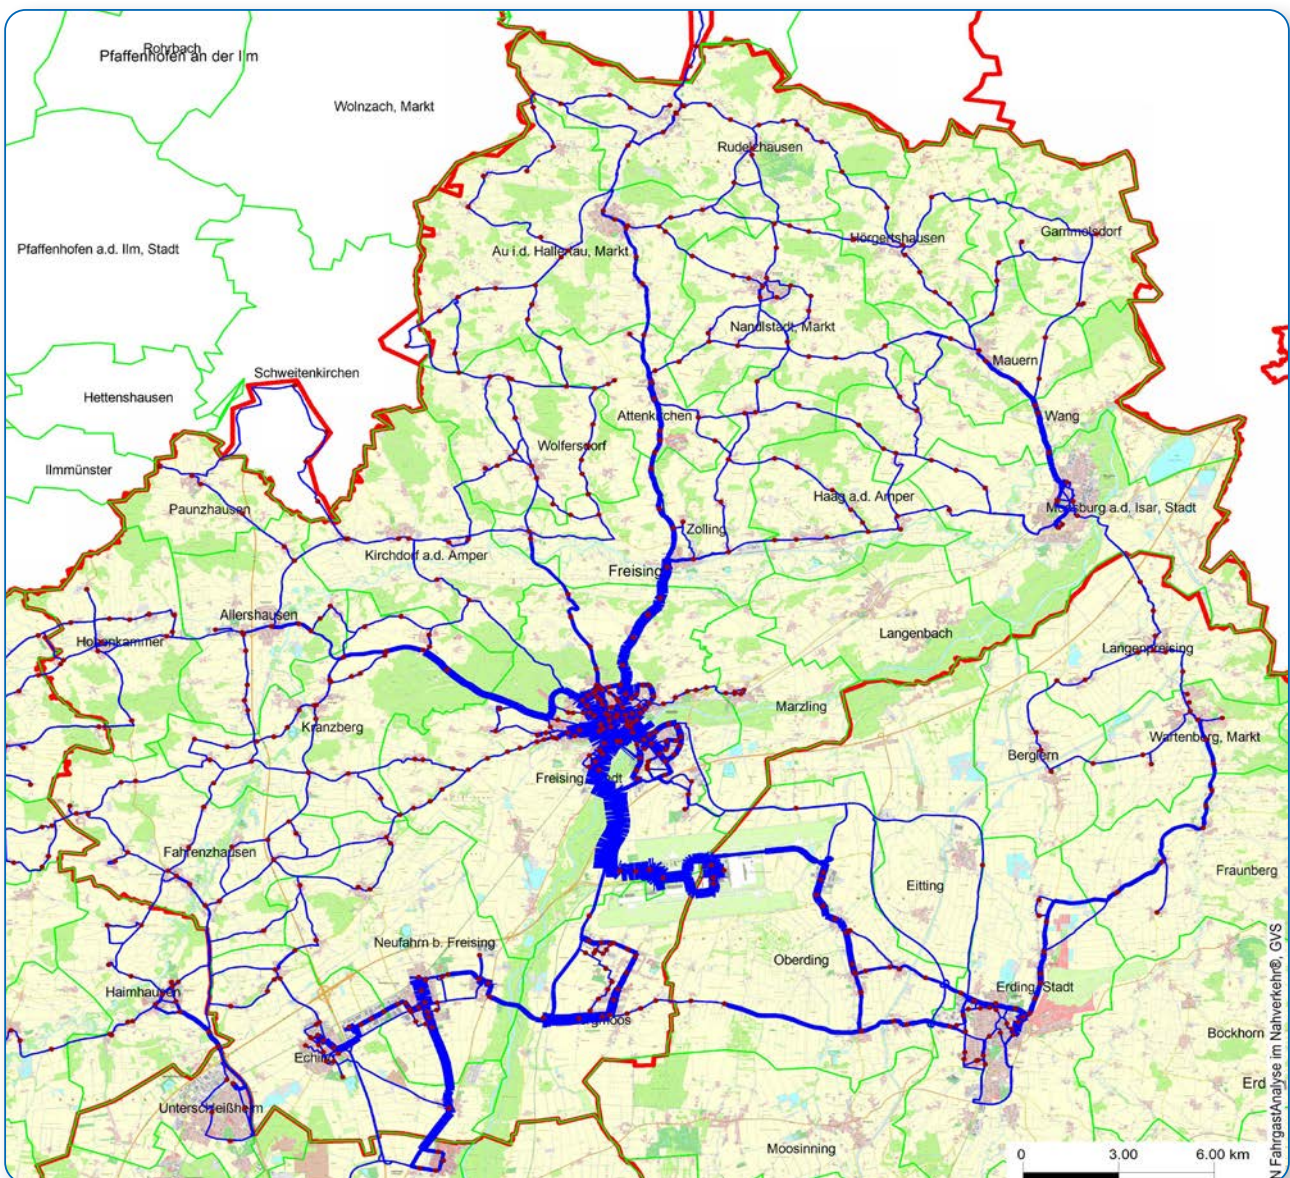 Rohrbach
Pfaffenhofen an der Ilm
Wolnzach, Markt
Rudelzhausen
Pfaffenhofen a.d. Ilm, Stadt
Au i.d. Hallertau, Markt
Hörgertshausen
Gammelsdorf
Nandlstadt, Markt
Mauern
Schweitenkirchen
Hettenshausen
Attenkirchen
Wang
Wolfersdorf
Ilmmünster
Haag a.d. Amper
Paunzhausen
Moosburg a.d. Isar, Stadt
Zolling
Kirchdorf a.d. Amper
Freising
Allershausen
Langenbach
Hohenkammer
Langenpreising
Marzling
Kranzberg
Wartenberg, Markt
Berglern
Freising, Stadt
Fahrenzhausen
Fraunberg
Eitting
Neufahrn b. Freising
Oberding
Haimhausen
Erding, Stadt
Bockhorn
Eching
Erd
Unterschleißheim
Moosinning
0 3.00 6.00 km
N FahrgastAnalyse im Nahverkehr®, GVS